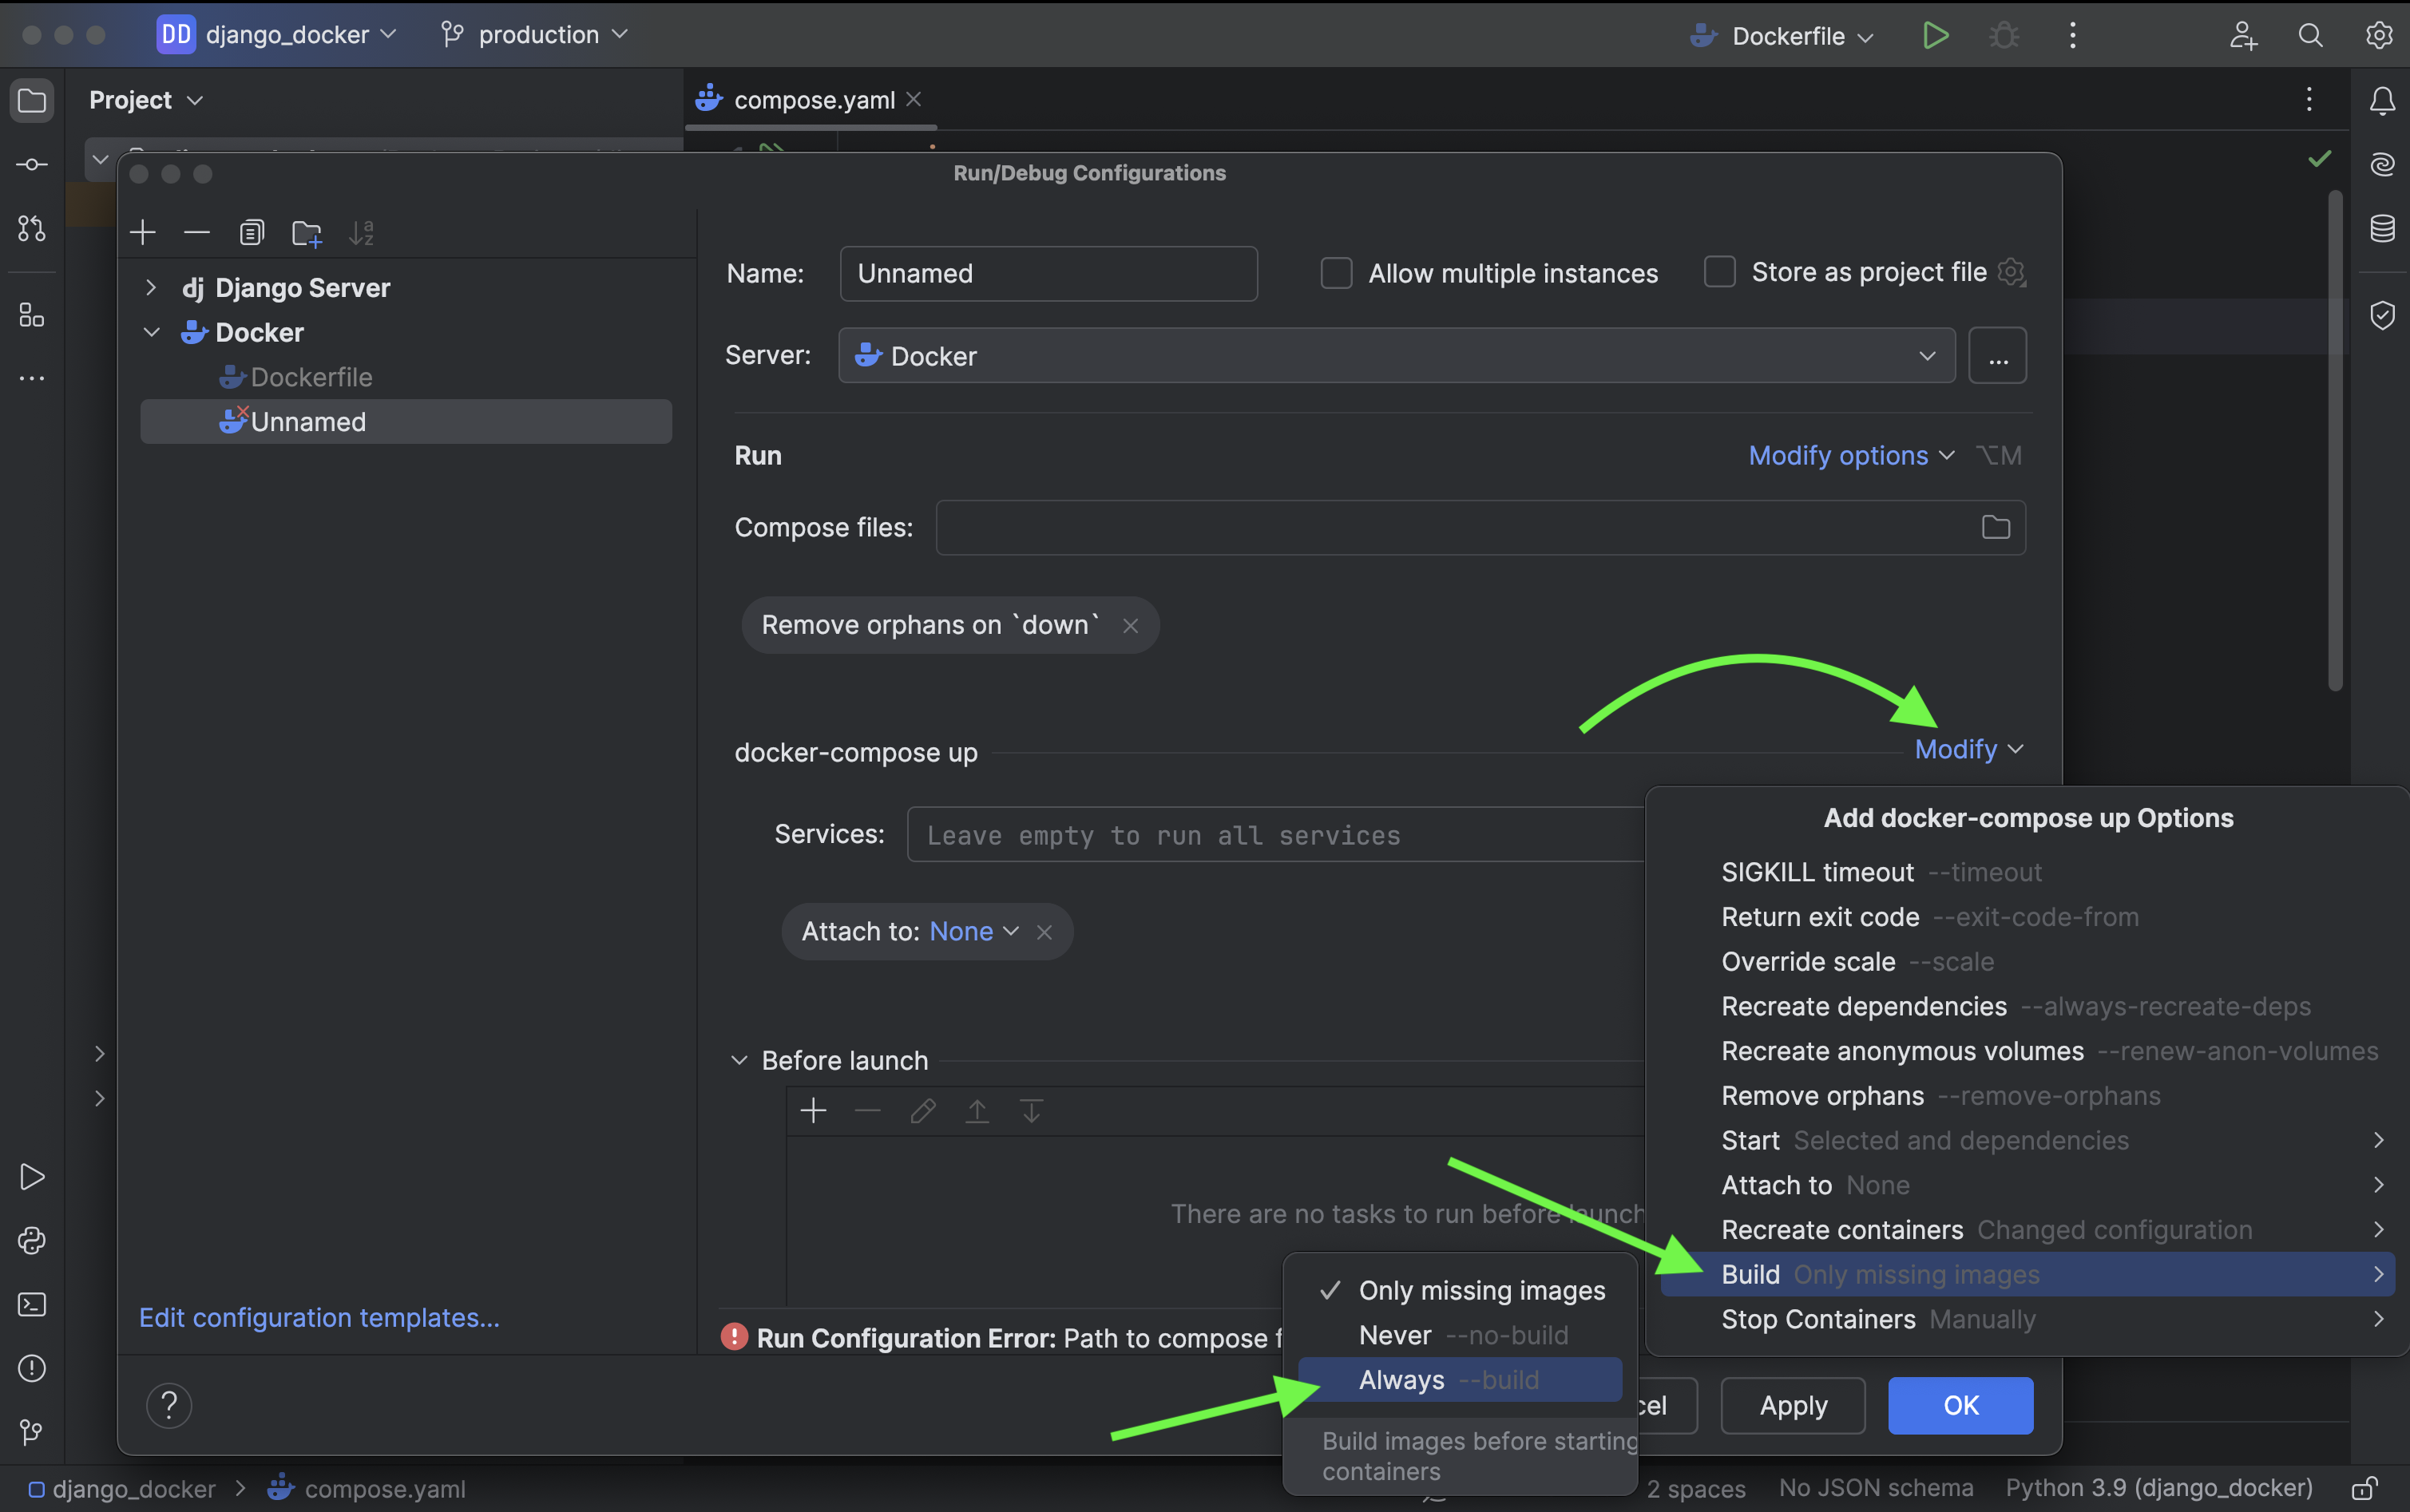 DD django_docker
production
Dockerfile
Project
compose.yaml
Run/Debug Configurations
dj Django Server
Docker
Dockerfile
Unnamed
Edit configuration templates...
Name: Unnamed
Allow multiple instances
Store as project file
Server: Docker
...
Run
Modify options ⌥M
Compose files:
Remove orphans on `down`
docker-compose up
Modify
Services: Leave empty to run all services
Attach to: None
Before launch
There are no tasks to run before launch
Run Configuration Error: Path to compose f
Add docker-compose up Options
SIGKILL timeout --timeout
Return exit code --exit-code-from
Override scale --scale
Recreate dependencies --always-recreate-deps
Recreate anonymous volumes --renew-anon-volumes
Remove orphans --remove-orphans
Start Selected and dependencies
Attach to None
Recreate containers Changed configuration
Build Only missing images
Stop Containers Manually
Only missing images
Never --no-build
Always --build
Build images before starting
containers
?
cel
Apply
OK
django_docker > compose.yaml
2 spaces
No JSON schema
Python 3.9 (django_docker)